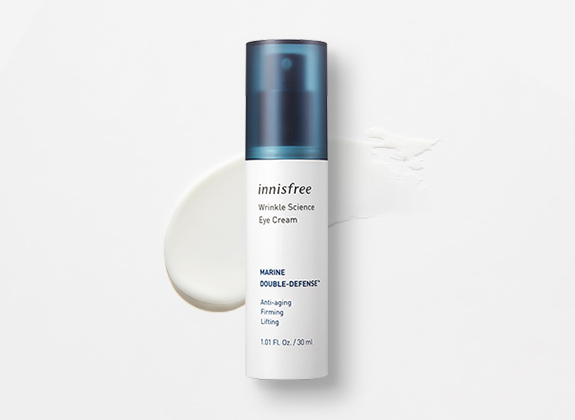 innisfree
Wrinkle Science
Eye Cream
MARINE
DOUBLE-DEFENSE™
Anti-aging
Firming
Lifting
1.01 Fl. Oz. / 30 ml